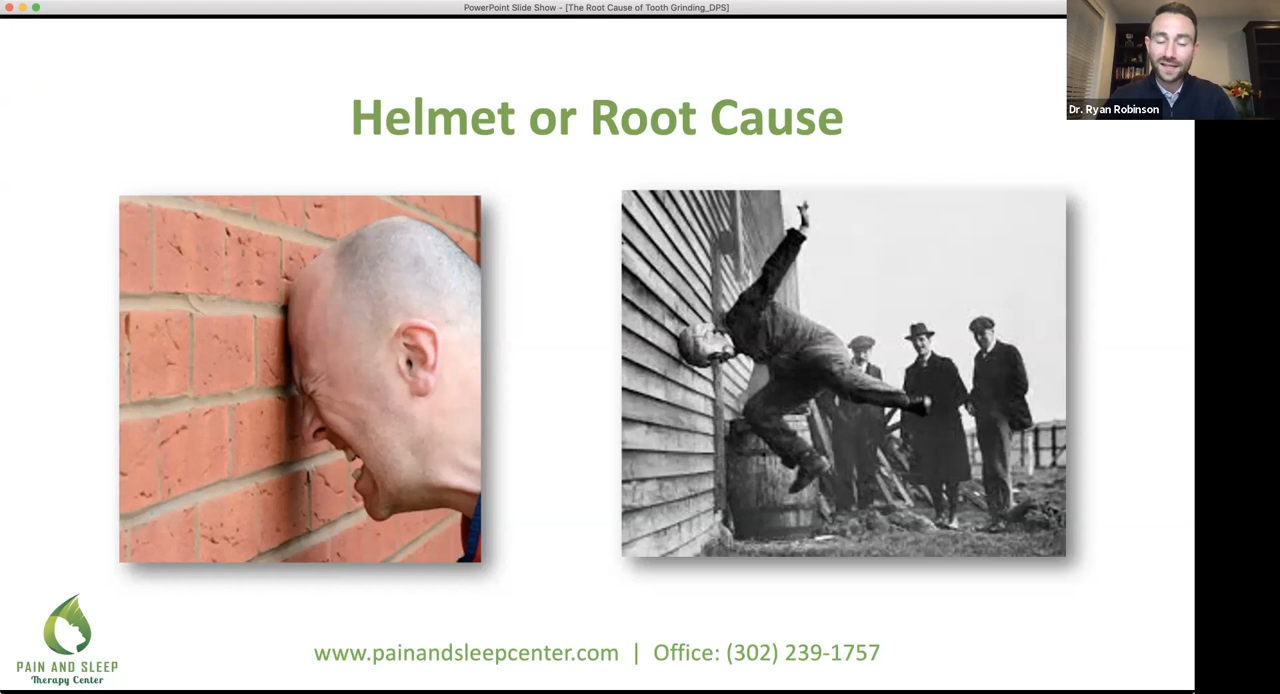 PowerPoint Slide Show - [The Root Cause of Tooth Grinding_DPS]
Dr. Ryan Robinson
Helmet or Root Cause
PAIN AND SLEEP
Therapy Center
www.painandsleepcenter.com | Office: (302) 239-1757